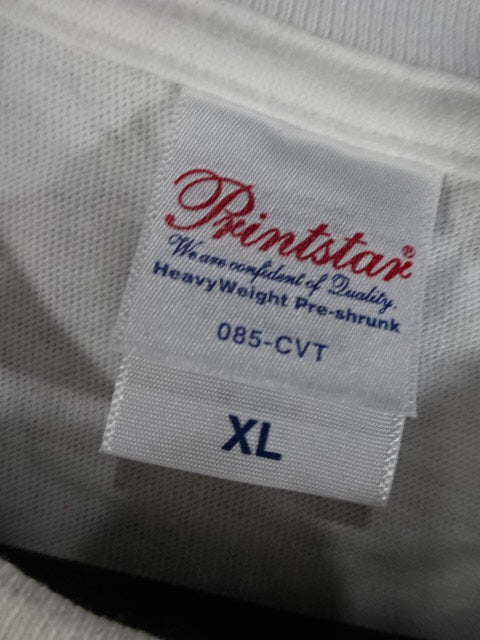 Printstar®
We are confident of Quality.
HeavyWeight Pre-shrunk
085-CVT
XL